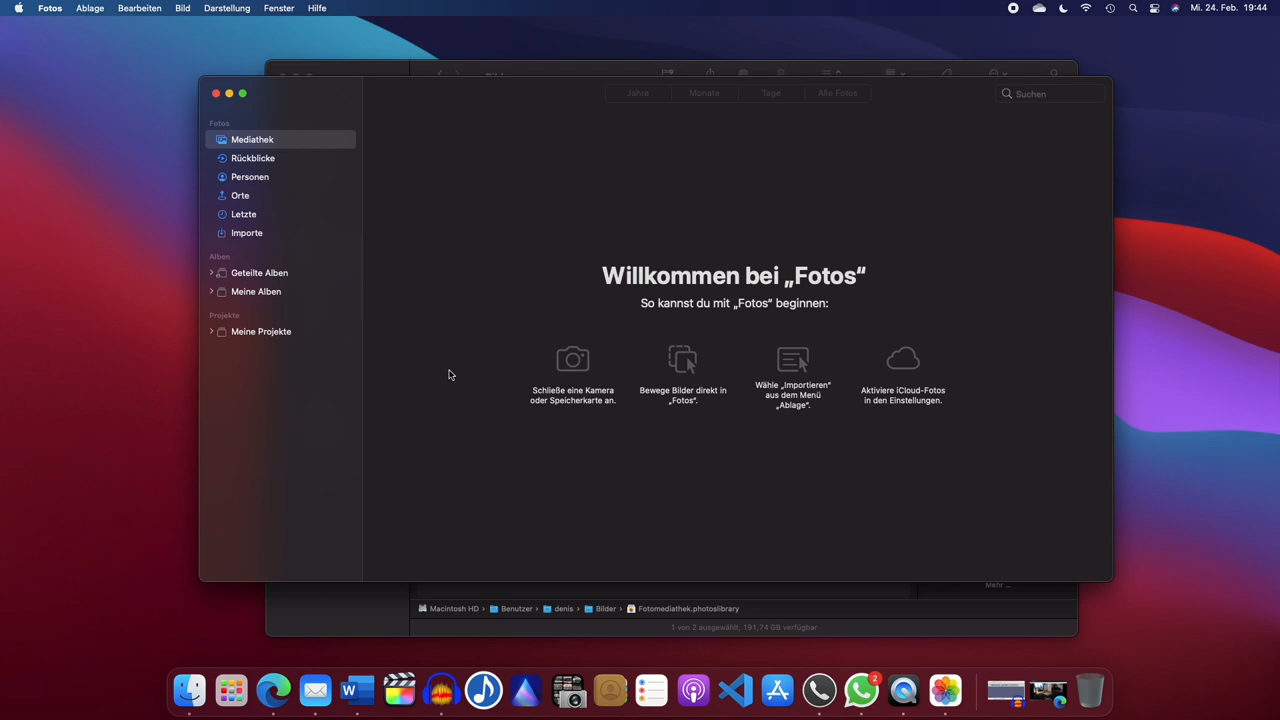 Fotos Ablage Bearbeiten Bild Darstellung Fenster Hilfe Mi. 24. Feb. 19:44
Jahre Monate Tage Alle Fotos Suchen
Fotos
Mediathek
Rückblicke
Personen
Orte
Letzte
Importe
Alben
Geteilte Alben
Meine Alben
Projekte
Meine Projekte
Willkommen bei „Fotos“
So kannst du mit „Fotos“ beginnen:
Schließe eine Kamera
oder Speicherkarte an.
Bewege Bilder direkt in
„Fotos“.
Wähle „Importieren“
aus dem Menü
„Ablage“.
Aktiviere iCloud-Fotos
in den Einstellungen.
Mehr ...
Macintosh HD › Benutzer › denis › Bilder › Fotomediathek.photoslibrary
1 von 2 ausgewählt, 191,74 GB verfügbar
2